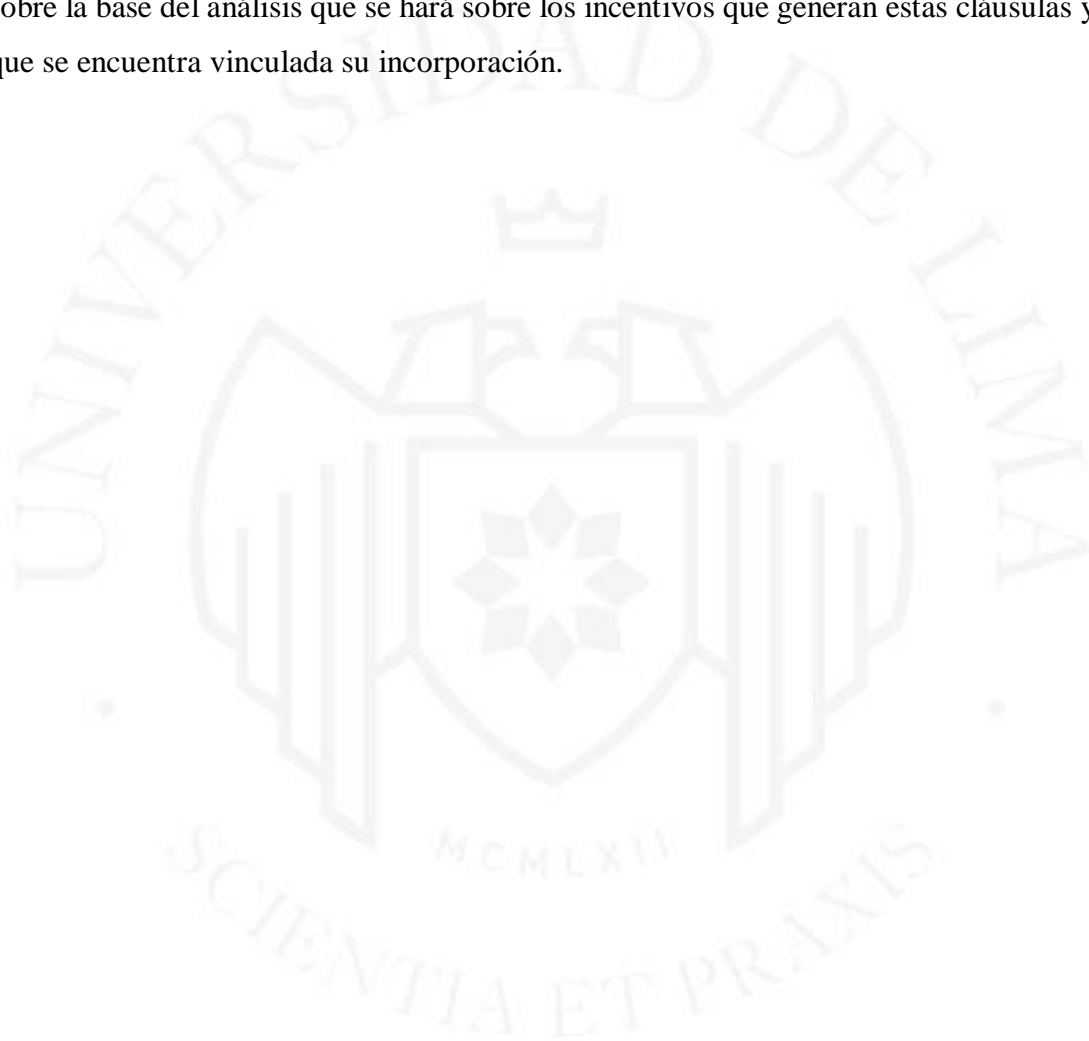 obre la base del análisis que se hará sobre los incentivos que generan estas cláusulas y
que se encuentra vinculada su incorporación.
UNIVERSIDAD DE LIMA
MCMLXII
SCIENTIA ET PRAXIS